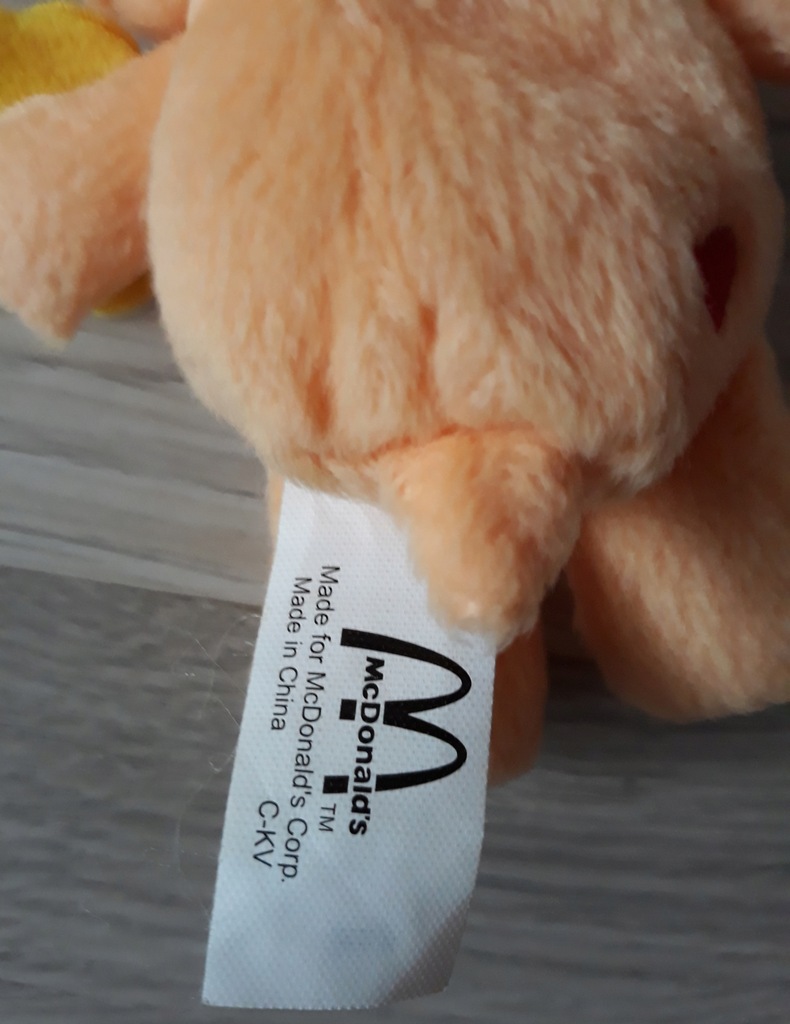 McDonald's
TM
Made for McDonald's Corp.
Made in China
C-KV